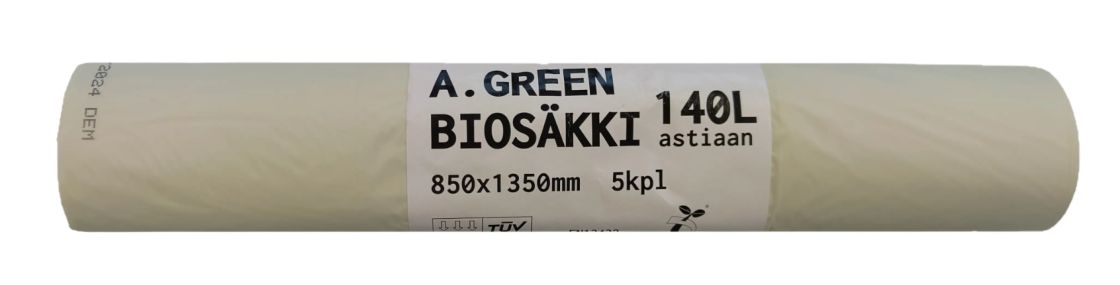 A.GREEN
BIOSÄKKI 140L
astiaan
850x1350mm 5kpl
TÜV
2024 DEM